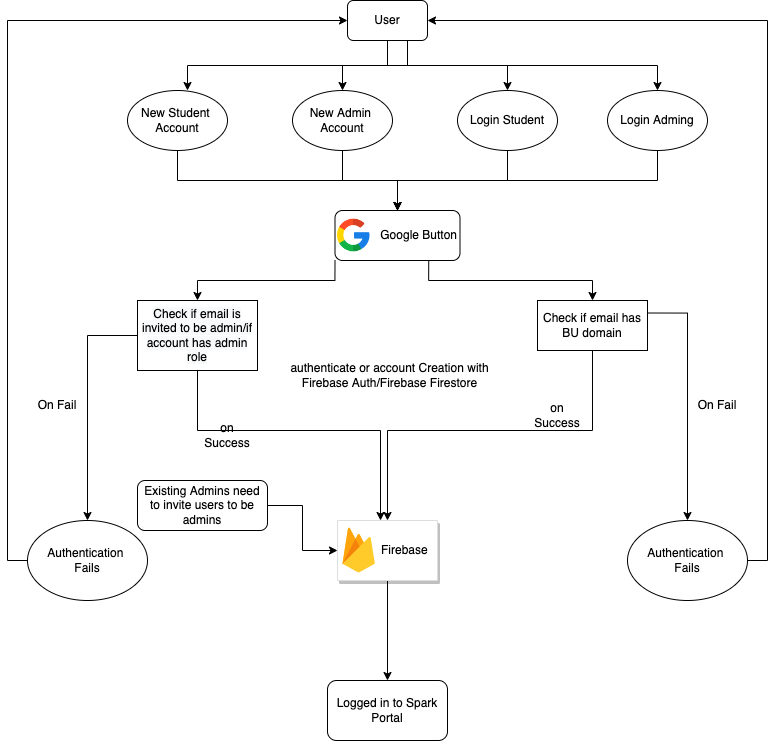 User
New Student
Account
New Admin
Account
Login Student
Login Adming
Google Button
Check if email is
invited to be admin/if
account has admin
role
Check if email has
BU domain
authenticate or account Creation with
Firebase Auth/Firebase Firestore
On Fail
on
Success
on
Success
On Fail
Existing Admins need
to invite users to be
admins
Authentication
Fails
Firebase
Authentication
Fails
Logged in to Spark
Portal